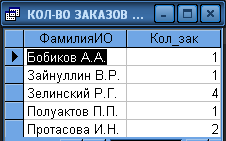 КОЛ-ВО ЗАКАЗОВ ...
ФамилияИО Кол_зак
Бобиков А.А. 1
Зайнуллин В.Р. 1
Зелинский Р.Г. 4
Полуактов П.П. 1
Протасова И.Н. 2